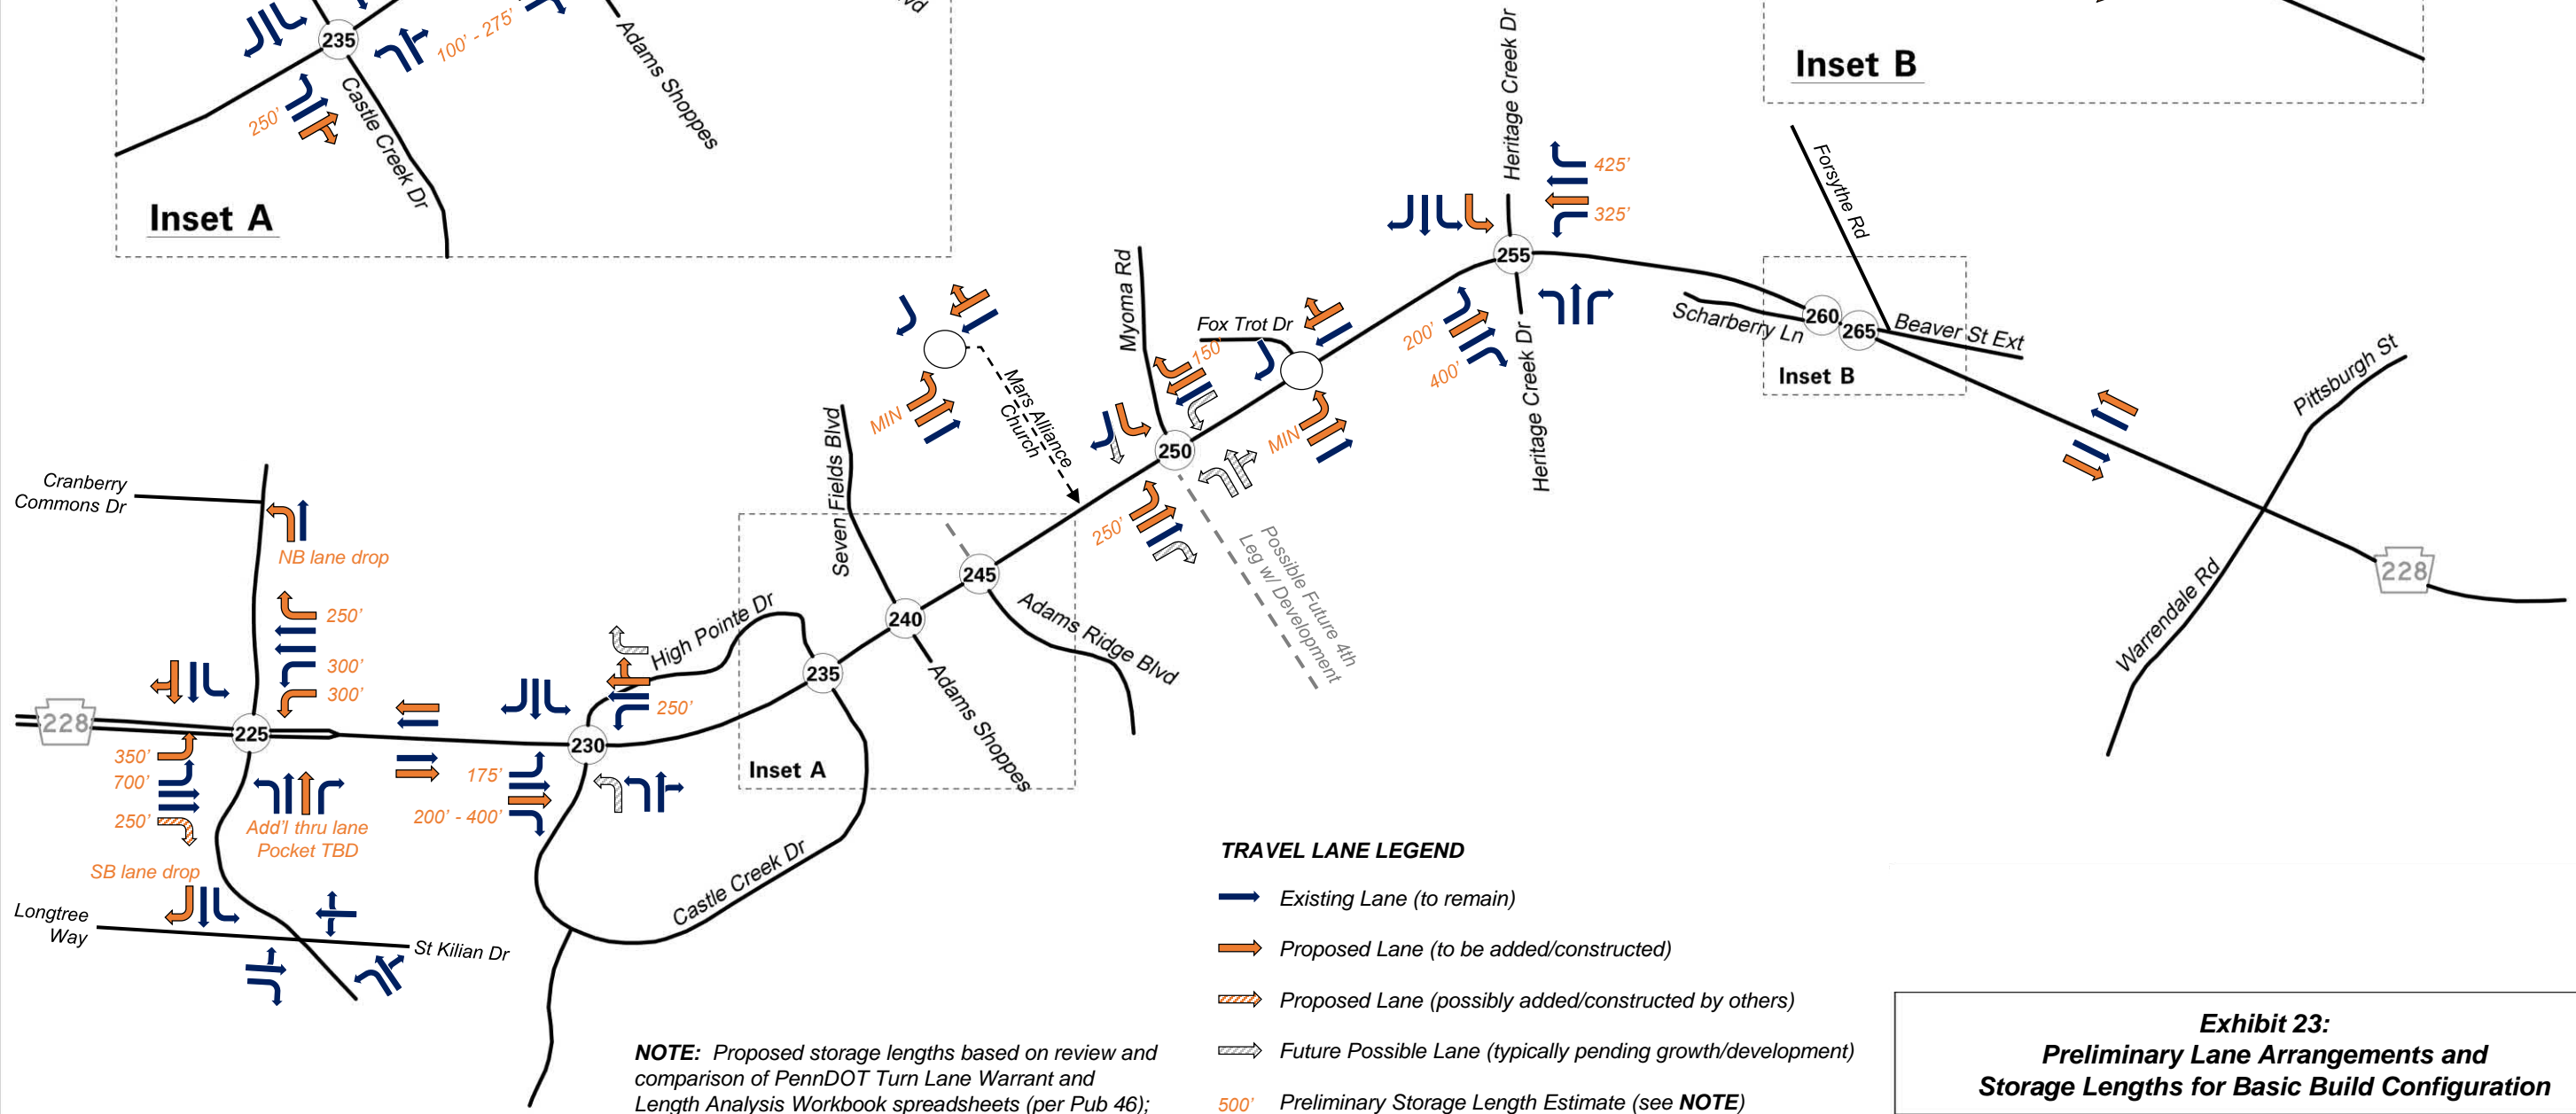 235
100' - 275'
Adams Shoppes
vd
250'
Castle Creek Dr
Inset A
Inset B
Heritage Creek Dr
425'
325'
255
Heritage Creek Dr
200'
400'
Forsythe Rd
Scharberry Ln
260
265
Beaver St Ext
Inset B
Pittsburgh St
Warrendale Rd
228
Myoma Rd
Fox Trot Dr
150'
MIN
250
250'
Possible Future 4th
Leg w/ Development
MIN
Mars Alliance
Church
Seven Fields Blvd
245
240
Adams Ridge Blvd
Adams Shoppes
235
Inset A
High Pointe Dr
250'
230
175'
200' - 400'
Castle Creek Dr
Cranberry
Commons Dr
NB lane drop
250'
300'
300'
228
225
350'
700'
250'
Add'l thru lane
Pocket TBD
SB lane drop
Longtree
Way
St Kilian Dr
NOTE: Proposed storage lengths based on review and
comparison of PennDOT Turn Lane Warrant and
Length Analysis Workbook spreadsheets (per Pub 46);
TRAVEL LANE LEGEND
Existing Lane (to remain)
Proposed Lane (to be added/constructed)
Proposed Lane (possibly added/constructed by others)
Future Possible Lane (typically pending growth/development)
500' Preliminary Storage Length Estimate (see NOTE)
Exhibit 23:
Preliminary Lane Arrangements and
Storage Lengths for Basic Build Configuration